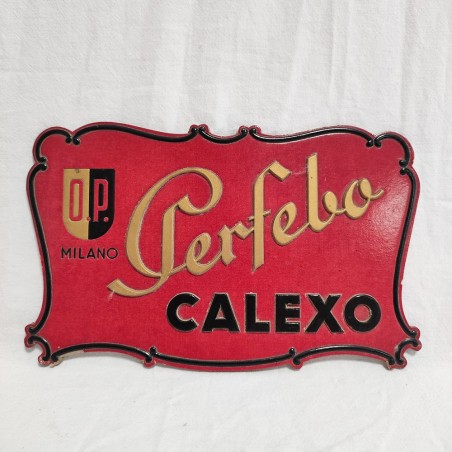 O.P.
MILANO
Perfebo
CALEXO